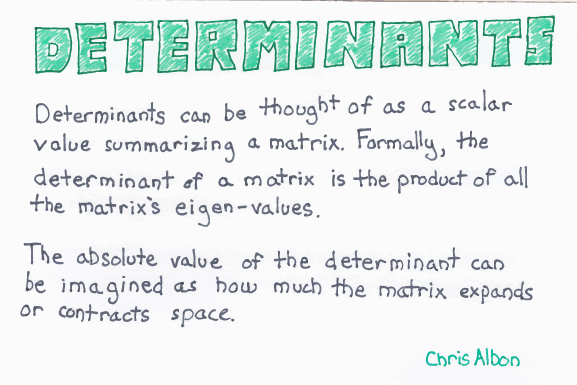 DETERMINANTS
Determinants can be thought of as a scalar
value summarizing a matrix. Formally, the
determinant of a matrix is the product of all
the matrix's eigen-values.
The absolute value of the determinant can
be imagined as how much the matrix expands
or contracts space.
Chris Albon